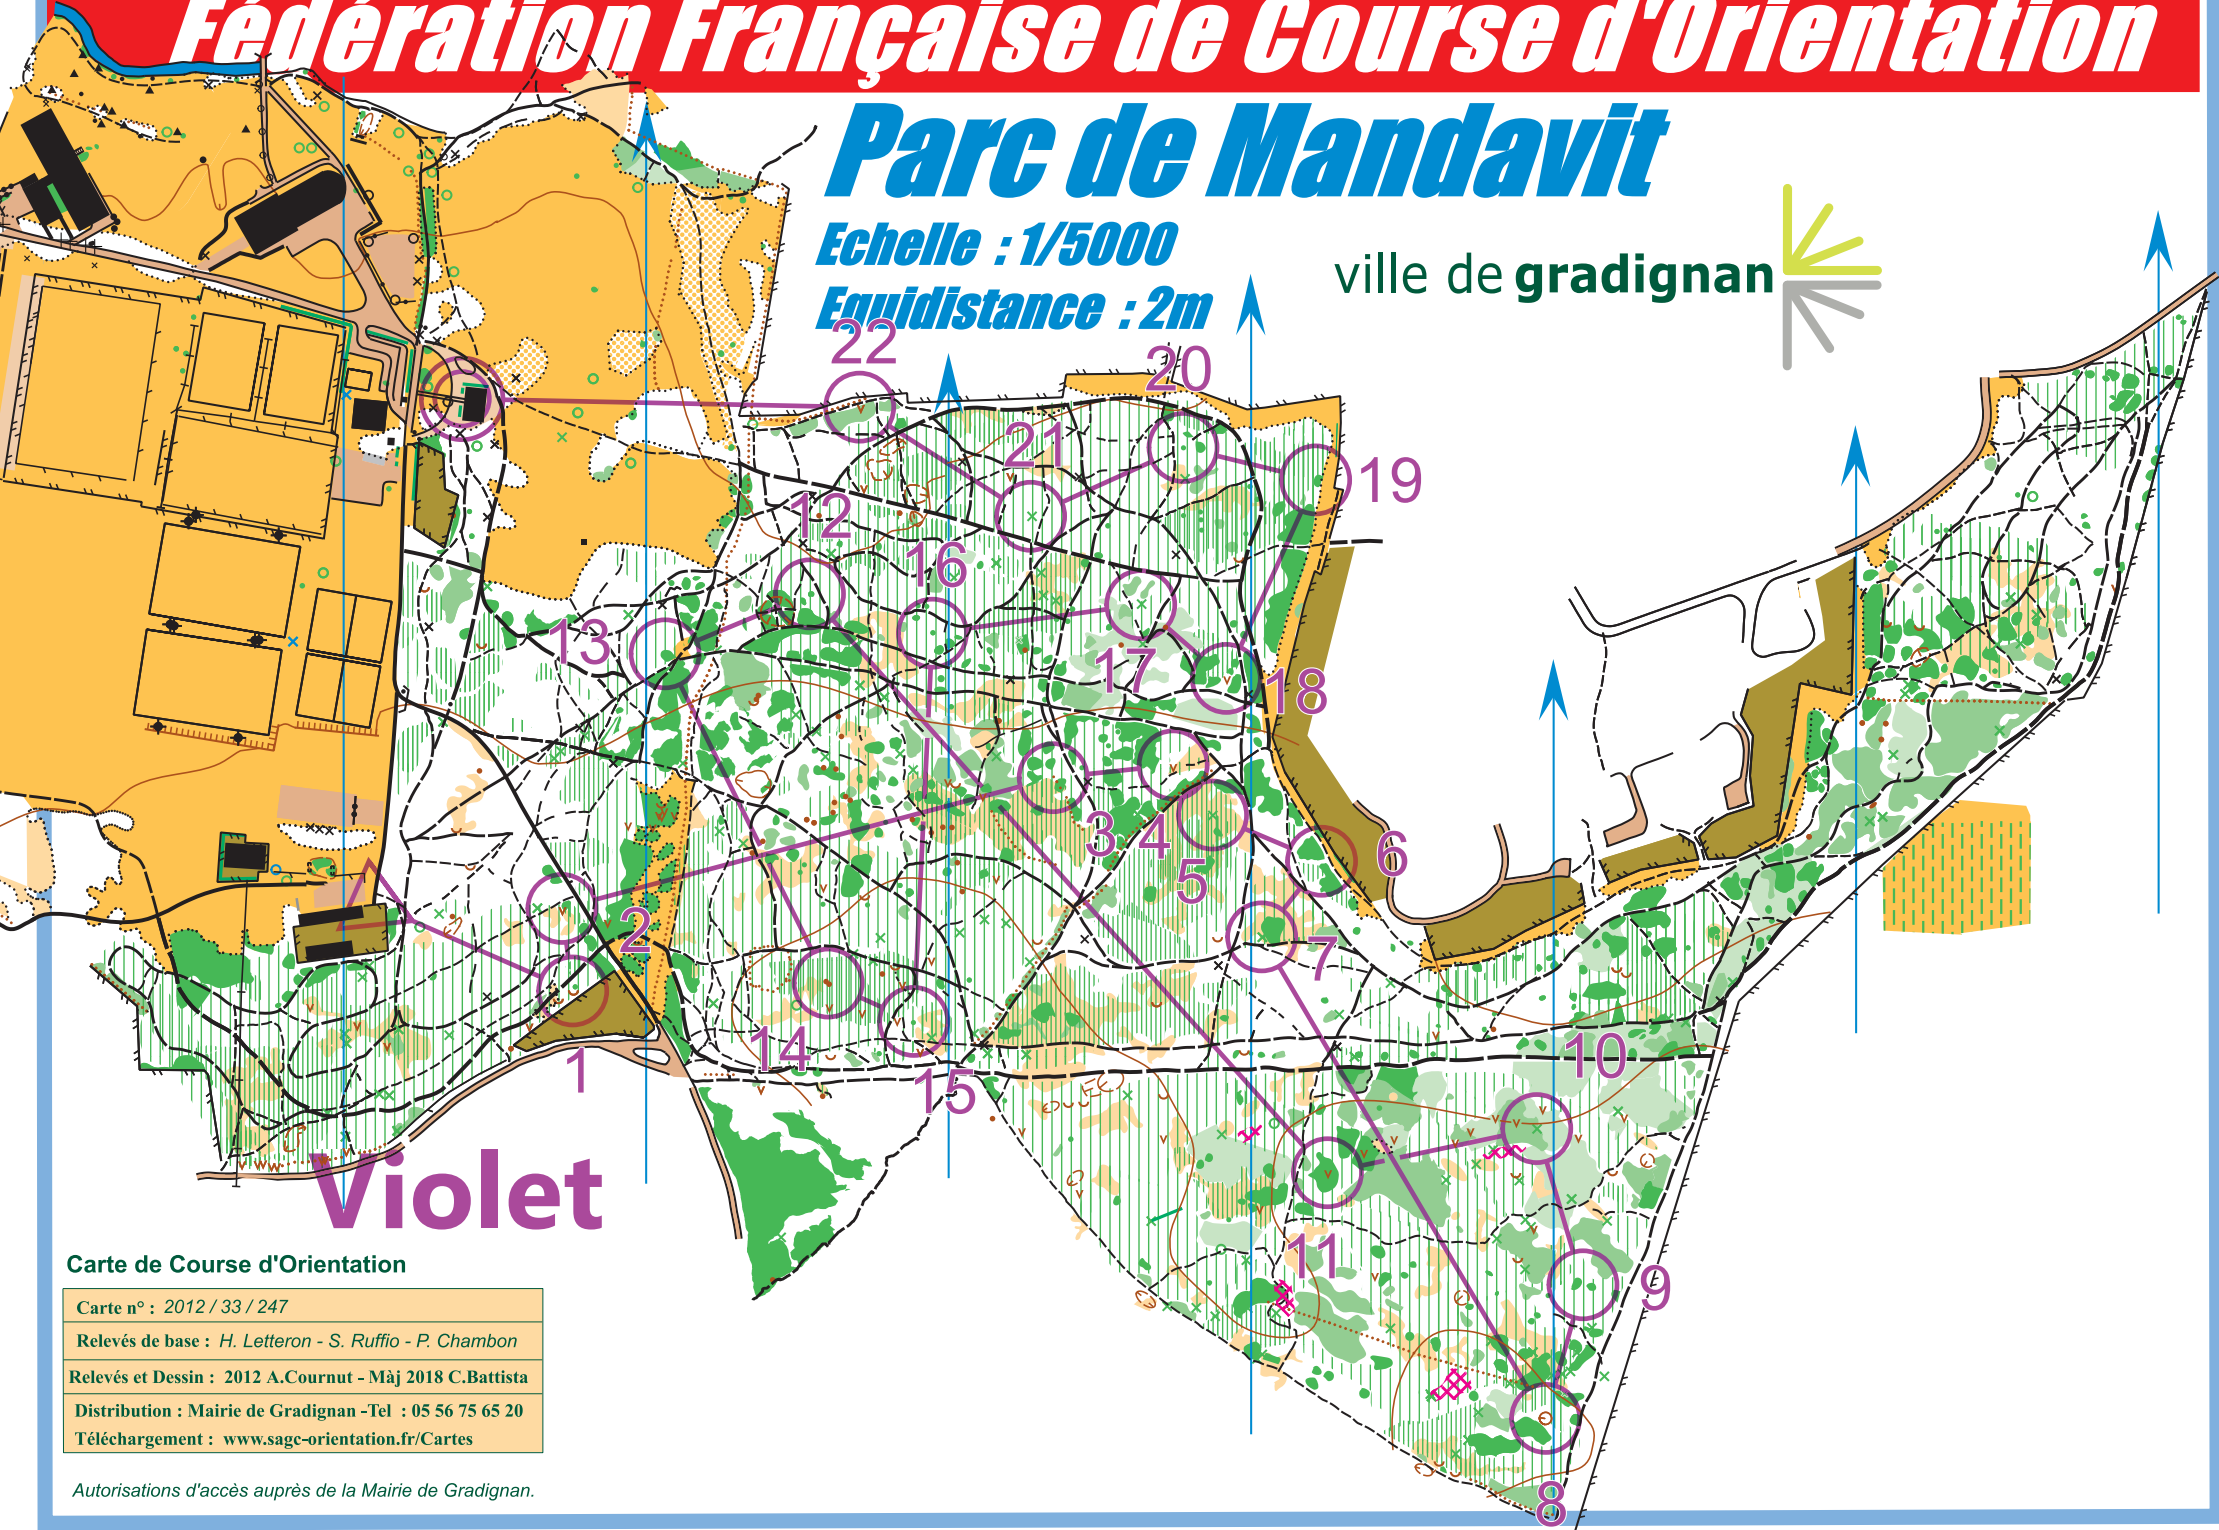 Fédération Française de Course d'Orientation
Parc de Mandavit
Echelle : 1/5000
Equidistance : 2m
ville de gradignan
22
20
21
19
12
16
13
17
18
3
4
5
6
2
7
14
15
1
10
11
9
8
Violet
Carte de Course d'Orientation
Carte n° : 2012 / 33 / 247
Relevés de base : H. Letteron - S. Ruffio - P. Chambon
Relevés et Dessin : 2012 A.Cournut - Màj 2018 C.Battista
Distribution : Mairie de Gradignan -Tel : 05 56 75 65 20
Téléchargement : www.sagc-orientation.fr/Cartes
Autorisations d'accès auprès de la Mairie de Gradignan.